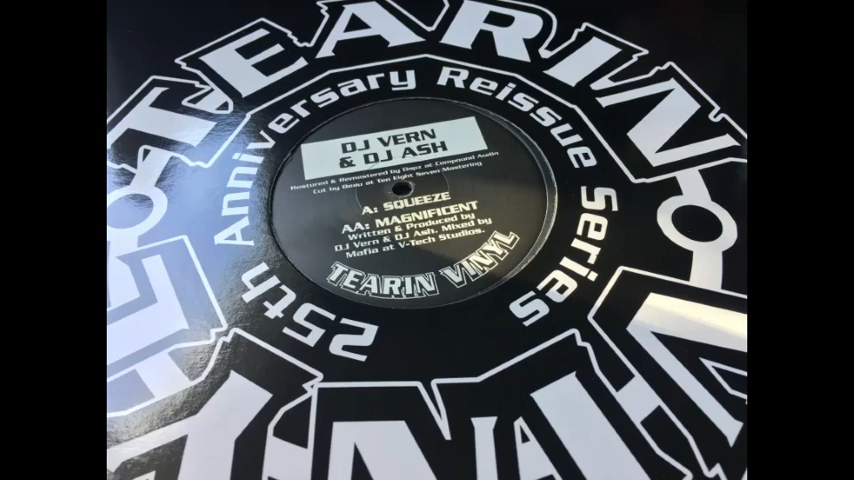 TEARIN
VINYL
25th Anniversary Reissue Series
DJ VERN
& DJ ASH
Restored & Remastered by Bapz at Compound Audio
Cut by Beau at Ten Eight Seven Mastering
A: SQUEEZE
AA: MAGNIFICENT
Written & Produced by
DJ Vern & DJ Ash. Mixed by
Mafia at V-Tech Studios.
TEARIN VINYL